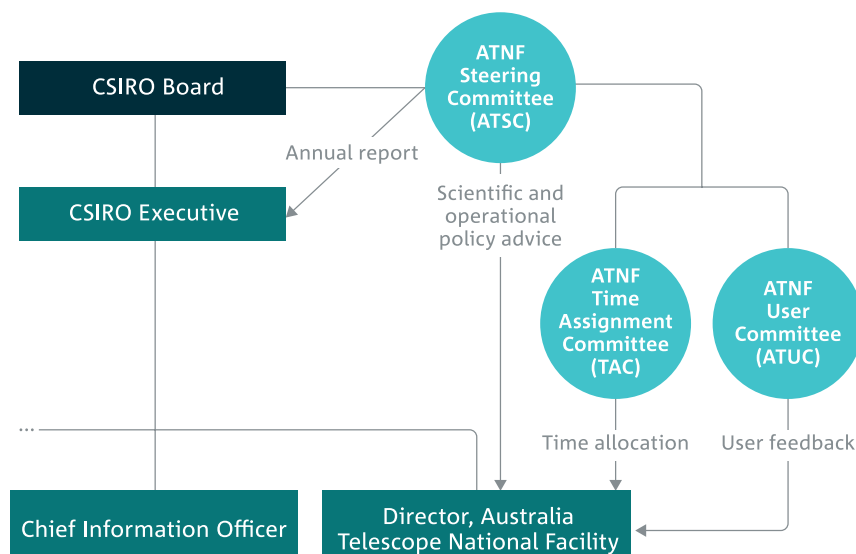 CSIRO Board
ATNF
Steering
Committee
(ATSC)
Annual report
CSIRO Executive
Scientific and
operational
policy advice
ATNF
Time
Assignment
Committee
(TAC)
ATNF
User
Committee
(ATUC)
...
Time allocation
User feedback
Chief Information Officer
Director, Australia
Telescope National Facility